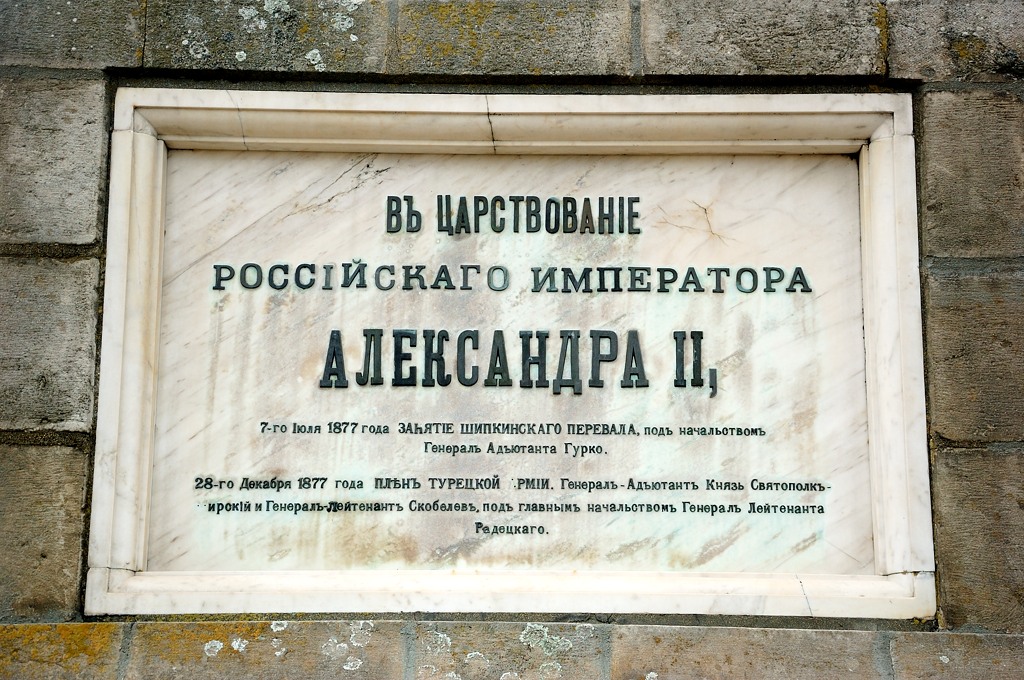 ВЪ ЦАРСТВОВАНІЕ
РОССІЙСКАГО ИМПЕРАТОРА
АЛЕКСАНДРА II,
7-го Іюля 1877 года ЗАНЯТІЕ ШИПКИНСКАГО ПЕРЕВАЛА, подъ начальствомъ
Генералъ Адъютанта Гурко.
28-го Декабря 1877 года ПЛѢНЪ ТУРЕЦКОЙ РМІИ. Генералъ-Адъютантъ Князь Святополкъ-
ирскій и Генералъ-Лейтенантъ Скобелевъ, подъ главнымъ начальствомъ Генералъ Лейтенанта
Радецкаго.